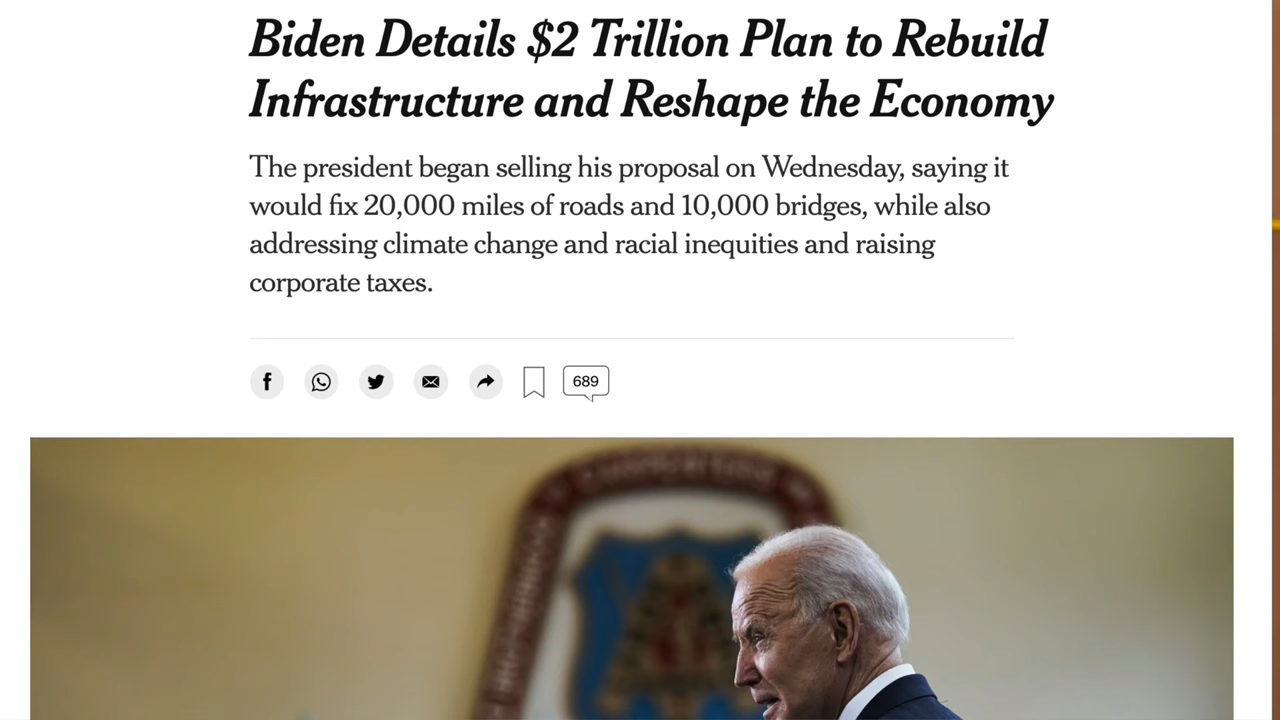 Biden Details $2 Trillion Plan to Rebuild
Infrastructure and Reshape the Economy
The president began selling his proposal on Wednesday, saying it
would fix 20,000 miles of roads and 10,000 bridges, while also
addressing climate change and racial inequities and raising
corporate taxes.
689